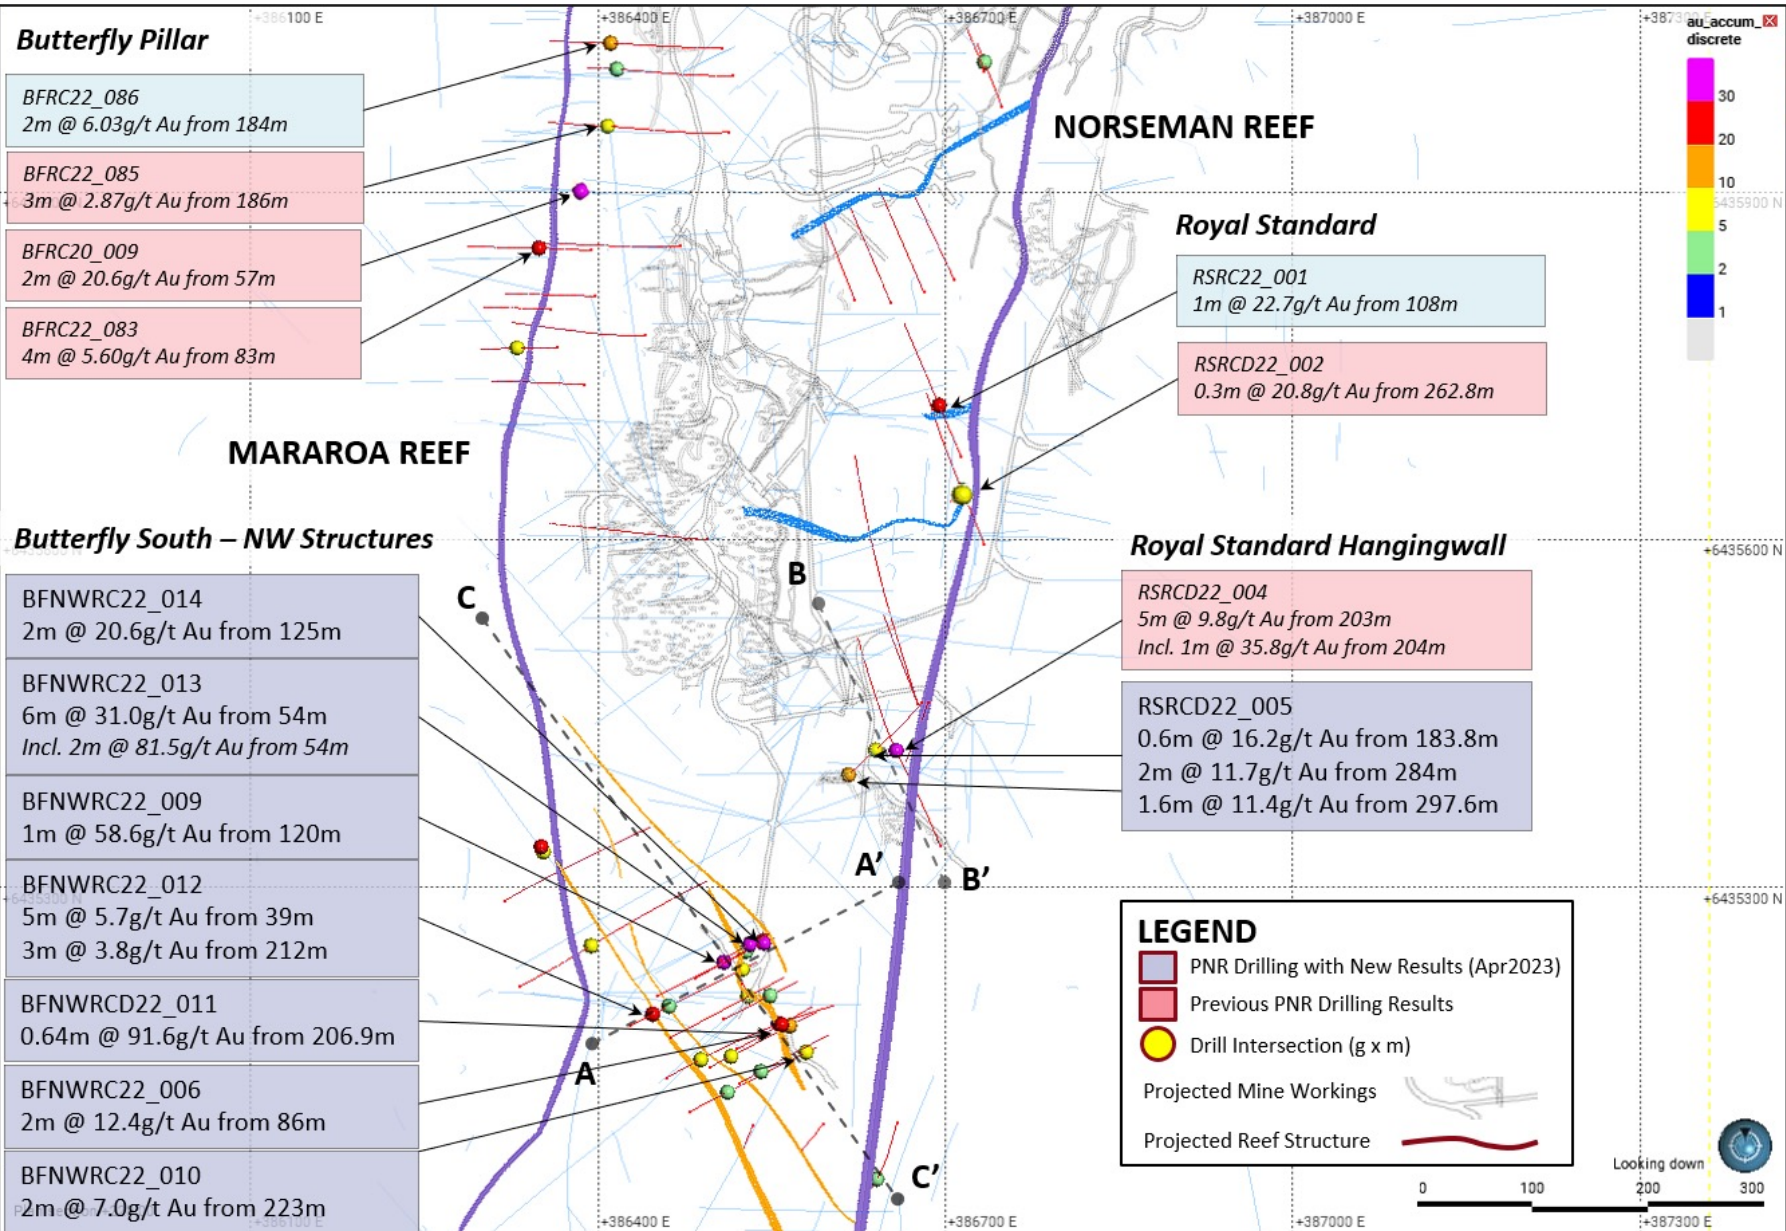 +386100 E
+386400 E
+386700 E
+387000 E
+387300 E
au_accum_
discrete
30
20
10
5
2
1
Butterfly Pillar
BFRC22_086
2m @ 6.03g/t Au from 184m
BFRC22_085
3m @ 2.87g/t Au from 186m
BFRC20_009
2m @ 20.6g/t Au from 57m
BFRC22_083
4m @ 5.60g/t Au from 83m
NORSEMAN REEF
6435900 N
Royal Standard
RSRC22_001
1m @ 22.7g/t Au from 108m
RSRCD22_002
0.3m @ 20.8g/t Au from 262.8m
MARAROA REEF
Butterfly South – NW Structures
BFNWRC22_014
2m @ 20.6g/t Au from 125m
BFNWRC22_013
6m @ 31.0g/t Au from 54m
Incl. 2m @ 81.5g/t Au from 54m
BFNWRC22_009
1m @ 58.6g/t Au from 120m
BFNWRC22_012
5m @ 5.7g/t Au from 39m
3m @ 3.8g/t Au from 212m
BFNWRCD22_011
0.64m @ 91.6g/t Au from 206.9m
BFNWRC22_006
2m @ 12.4g/t Au from 86m
BFNWRC22_010
2m @ 7.0g/t Au from 223m
+6435600 N
Royal Standard Hangingwall
RSRCD22_004
5m @ 9.8g/t Au from 203m
Incl. 1m @ 35.8g/t Au from 204m
RSRCD22_005
0.6m @ 16.2g/t Au from 183.8m
2m @ 11.7g/t Au from 284m
1.6m @ 11.4g/t Au from 297.6m
C
B
A'
B'
A
C'
+6435300 N
+6435300 N
LEGEND
PNR Drilling with New Results (Apr2023)
Previous PNR Drilling Results
Drill Intersection (g x m)
Projected Mine Workings
Projected Reef Structure
Looking down
0 100 200 300
+386100 E
+386400 E
+386700 E
+387000 E
+387300 E